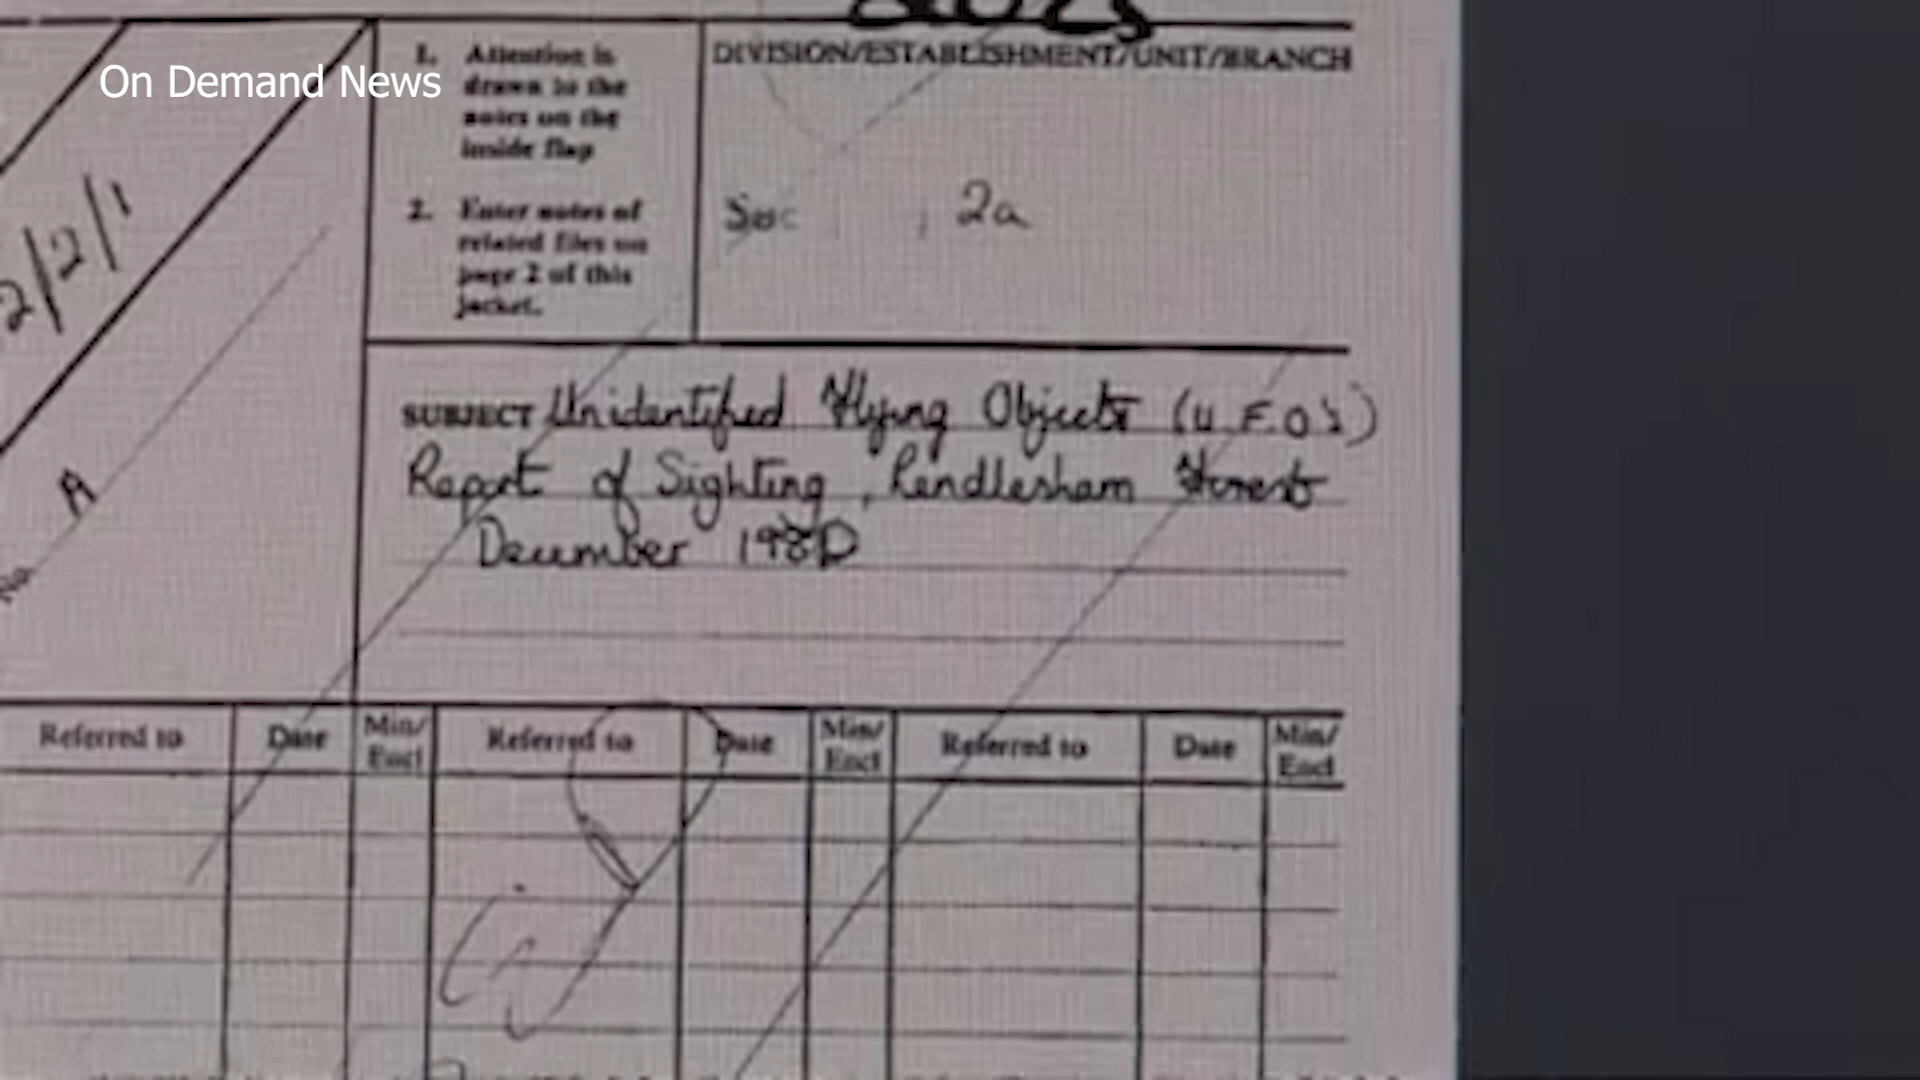 On Demand News
1. Attention is
drawn to the
notes on the
inside flap
DIVISION/ESTABLISHMENT/UNIT/BRANCH
2. Enter notes of
related files on
page 2 of this
jacket.
Sec 2a
2/2/1
A
SUBJECT Unidentified Flying Objects (U.F.O's)
Report of Sighting, Rendlesham Forest
December 1980
Referred to Date Min/ Encl Referred to Date Min/ Encl Referred to Date Min/ Encl